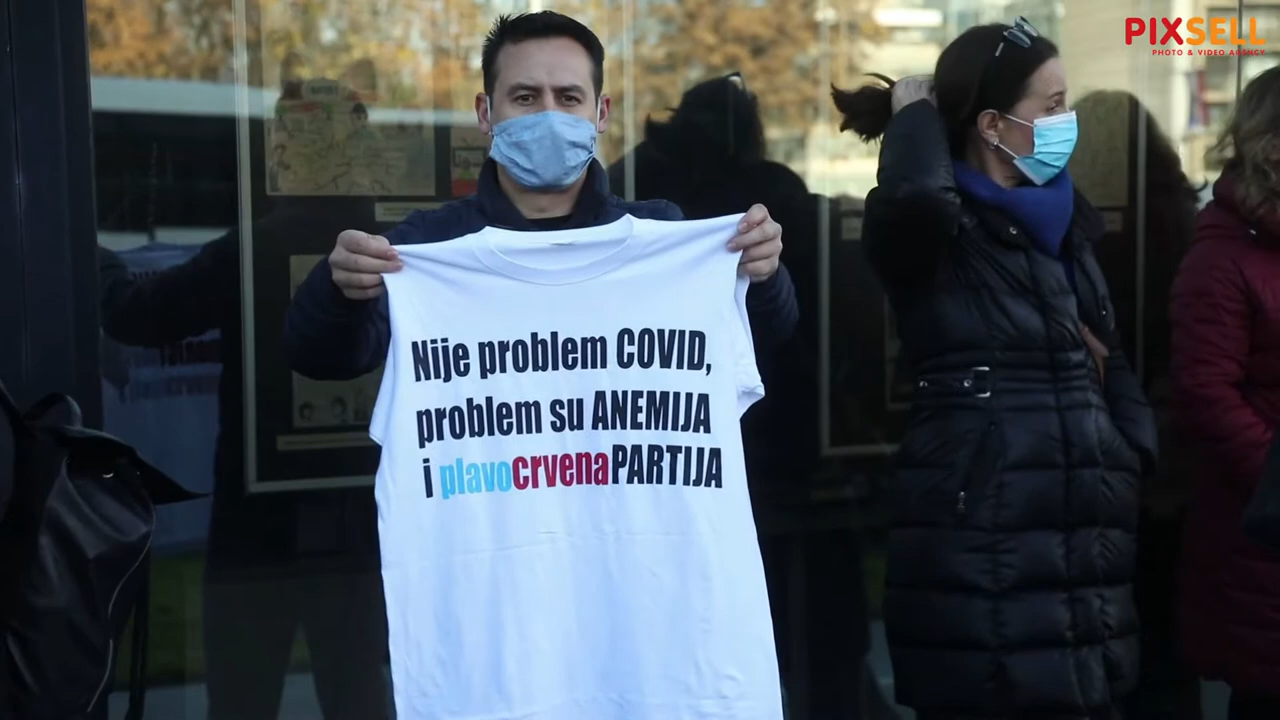 PIXSELL
PHOTO & VIDEO AGENCY
Nije problem COVID,
problem su ANEMIJA
i plavocrvenaPARTIJA